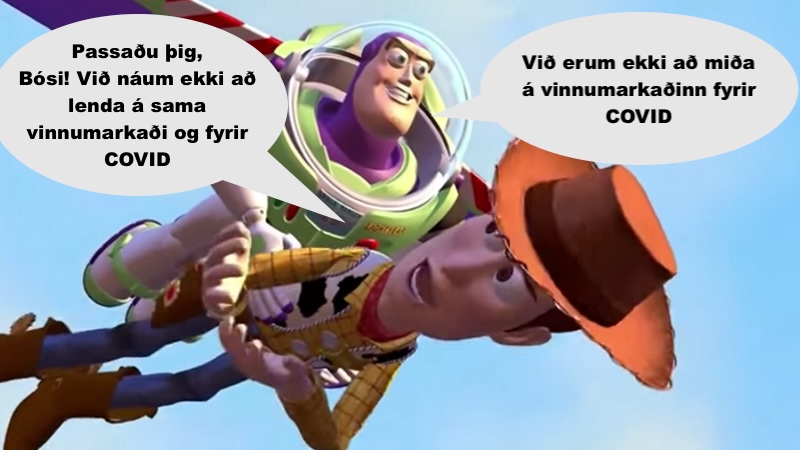 Passaðu þig,
Bósi! Við náum ekki að
lenda á sama
vinnumarkaði og fyrir
COVID
Við erum ekki að miða
á vinnumarkaðinn fyrir
COVID
LIGHTYEAR